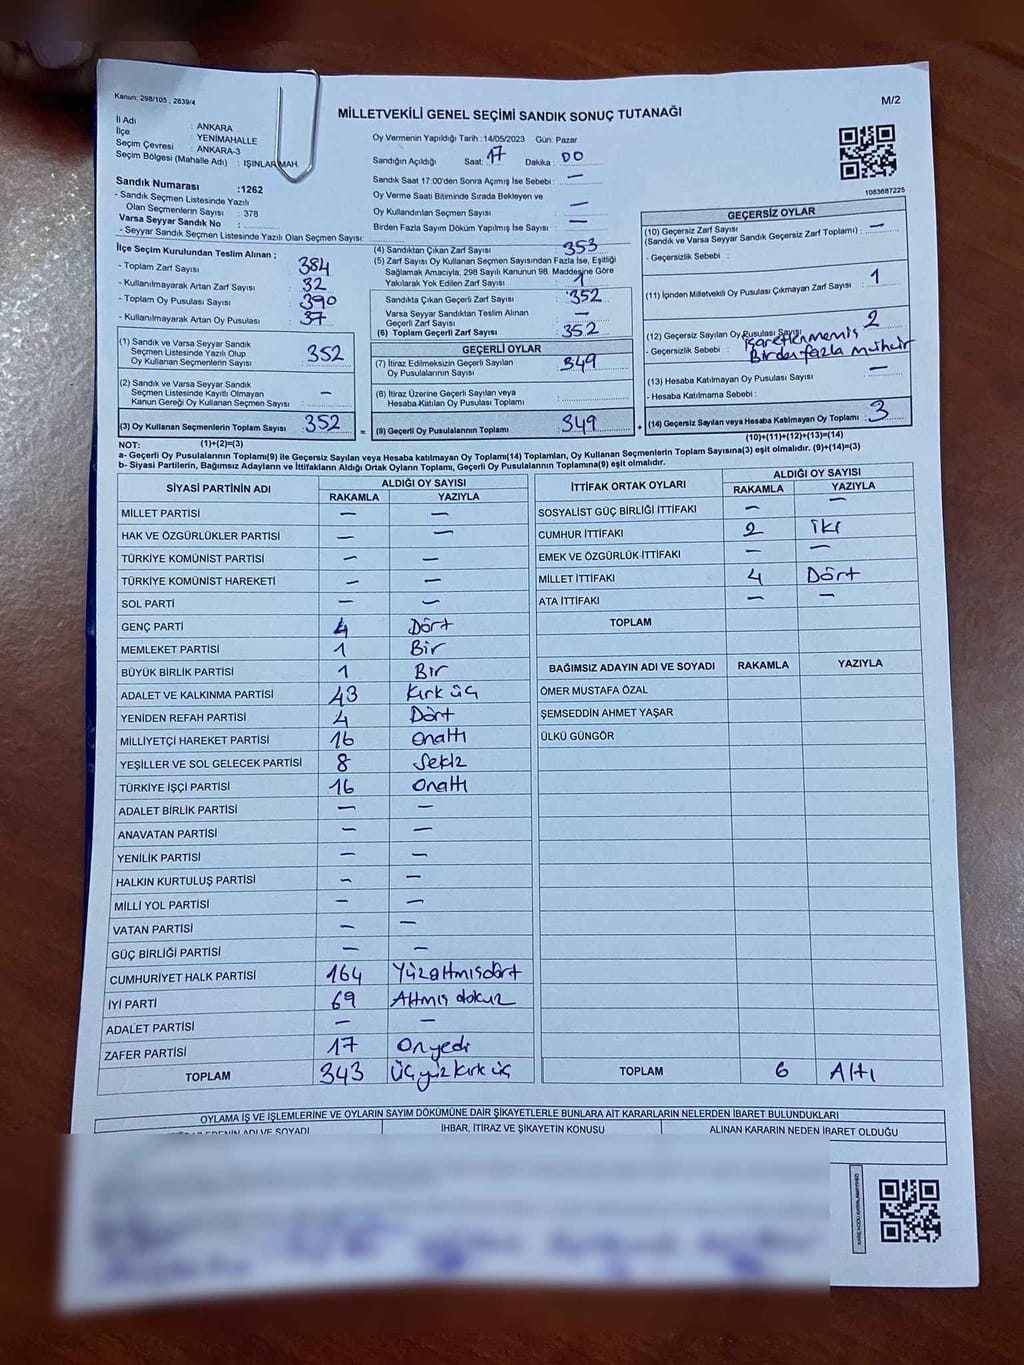 Kanun: 298/105 , 2839/4
M/2
MİLLETVEKİLİ GENEL SEÇİMİ SANDIK SONUÇ TUTANAĞI
İl Adı : ANKARA
İlçe : YENİMAHALLE
Seçim Çevresi : ANKARA-3
Seçim Bölgesi (Mahalle Adı) : IŞINLAR MAH.
Sandık Numarası :1262
- Sandık Seçmen Listesinde Yazılı
Olan Seçmenlerin Sayısı : 378
Varsa Seyyar Sandık No :
- Seyyar Sandık Seçmen Listesinde Yazılı Olan Seçmen Sayısı:
Oy Vermenin Yapıldığı Tarih :14/05/2023 Gün: Pazar
Sandığın Açıldığı Saat: 17 Dakika : 00
Sandık Saat 17:00'den Sonra Açımış İse Sebebi : —
Oy Verme Saati Bitiminde Sırada Bekleyen ve
Oy Kullandırılan Seçmen Sayısı —
Birden Fazla Sayım Döküm Yapılmış İse Sayısı : —
1083687225
İlçe Seçim Kurulundan Teslim Alınan ;
- Toplam Zarf Sayısı : 384
- Kullanılmayarak Artan Zarf Sayısı : 32
- Toplam Oy Pusulası Sayısı : 390
- Kullanılmayarak Artan Oy Pusulası : 37
(1) Sandık ve Varsa Seyyar Sandık
Seçmen Listesinde Yazılı Olup
Oy Kullanan Seçmenlerin Sayısı : 352
(2) Sandık ve Varsa Seyyar Sandık
Seçmen Listesinde Kayıtlı Olmayan
Kanun Gereği Oy Kullanan Seçmen Sayısı : —
(3) Oy Kullanan Seçmenlerin Toplam Sayısı : 352
(4) Sandıktan Çıkan Zarf Sayısı : 353
(5) Zarf Sayısı Oy Kullanan Seçmen Sayısından Fazla İse, Eşitliği
Sağlamak Amacıyla, 298 Sayılı Kanunun 98. Maddesine Göre
Yakılarak Yok Edilen Zarf Sayısı : 1
Sandıkta Çıkan Geçerli Zarf Sayısı : 352
Varsa Seyyar Sandıktan Teslim Alınan
Geçerli Zarf Sayısı : —
(6) Toplam Geçerli Zarf Sayısı : 352
GEÇERLİ OYLAR
(7) İtiraz Edilmeksizin Geçerli Sayılan
Oy Pusulalarının Sayısı : 349
(8) İtiraz Üzerine Geçerli Sayılan veya
Hesaba Katılan Oy Pusulası Toplamı :
= (9) Geçerli Oy Pusulalarının Toplamı : 349 +
GEÇERSİZ OYLAR
(10) Geçersiz Zarf Sayısı : —
(Sandık ve Varsa Seyyar Sandık Geçersiz Zarf Toplamı) :
- Geçersizlik Sebebi :
(11) İçinden Milletvekili Oy Pusulası Çıkmayan Zarf Sayısı : 1
(12) Geçersiz Sayılan Oy Pusulası Sayısı : 2
- Geçersizlik Sebebi : işaretlenmemiş
Birden fazla mühür
(13) Hesaba Katılmayan Oy Pusulası Sayısı : —
- Hesaba Katılmama Sebebi :
(14) Geçersiz Sayılan veya Hesaba Katılmayan Oy Toplamı : 3
NOT: (1)+(2)=(3)
(10)+(11)+(12)+(13)=(14)
a- Geçerli Oy Pusulalarının Toplamı(9) ile Geçersiz Sayılan veya Hesaba katılmayan Oy Toplamı(14) Toplamları, Oy Kullanan Seçmenlerin Toplam Sayısına(3) eşit olmalıdır. (9)+(14)=(3)
b- Siyasi Partilerin, Bağımsız Adayların ve İttifakların Aldığı Ortak Oyların Toplamı, Geçerli Oy Pusulalarının Toplamına(9) eşit olmalıdır.
SİYASİ PARTİNİN ADI ALDIĞI OY SAYISI
RAKAMLA YAZIYLA
MİLLET PARTİSİ — —
HAK VE ÖZGÜRLÜKLER PARTİSİ — —
TÜRKİYE KOMÜNİST PARTİSİ — —
TÜRKİYE KOMÜNİST HAREKETİ — —
SOL PARTİ — —
GENÇ PARTİ 4 Dört
MEMLEKET PARTİSİ 1 Bir
BÜYÜK BİRLİK PARTİSİ 1 Bir
ADALET VE KALKINMA PARTİSİ 43 Kırk üç
YENİDEN REFAH PARTİSİ 4 Dört
MİLLİYETÇİ HAREKET PARTİSİ 16 onaltı
YEŞİLLER VE SOL GELECEK PARTİSİ 8 Sekiz
TÜRKİYE İŞÇİ PARTİSİ 16 Onaltı
ADALET BİRLİK PARTİSİ — —
ANAVATAN PARTİSİ — —
YENİLİK PARTİSİ — —
HALKIN KURTULUŞ PARTİSİ — —
MİLLİ YOL PARTİSİ — —
VATAN PARTİSİ — —
GÜÇ BİRLİĞİ PARTİSİ — —
CUMHURİYET HALK PARTİSİ 164 Yüzaltmışdört
İYİ PARTİ 69 Altmış dokuz
ADALET PARTİSİ — —
ZAFER PARTİSİ 17 Onyedi
TOPLAM 343 Üçyüz kırk üç
İTTİFAK ORTAK OYLARI ALDIĞI OY SAYISI
RAKAMLA YAZIYLA
SOSYALİST GÜÇ BİRLİĞİ İTTİFAKI — —
CUMHUR İTTİFAKI 2 iki
EMEK VE ÖZGÜRLÜK İTTİFAKI — —
MİLLET İTTİFAKI 4 Dört
ATA İTTİFAKI — —
TOPLAM
BAĞIMSIZ ADAYIN ADI VE SOYADI RAKAMLA YAZIYLA
ÖMER MUSTAFA ÖZAL
ŞEMSEDDİN AHMET YAŞAR
ÜLKÜ GÜNGÖR
TOPLAM 6 Altı
OYLAMA İŞ VE İŞLEMLERİNE VE OYLARIN SAYIM DÖKÜMÜNE DAİR ŞİKAYETLERLE BUNLARA AİT KARARLARIN NELERDEN İBARET BULUNDUKLARI
ADI VE SOYADI İHBAR, İTİRAZ VE ŞİKAYETİN KONUSU ALINAN KARARIN NEDEN İBARET OLDUĞU